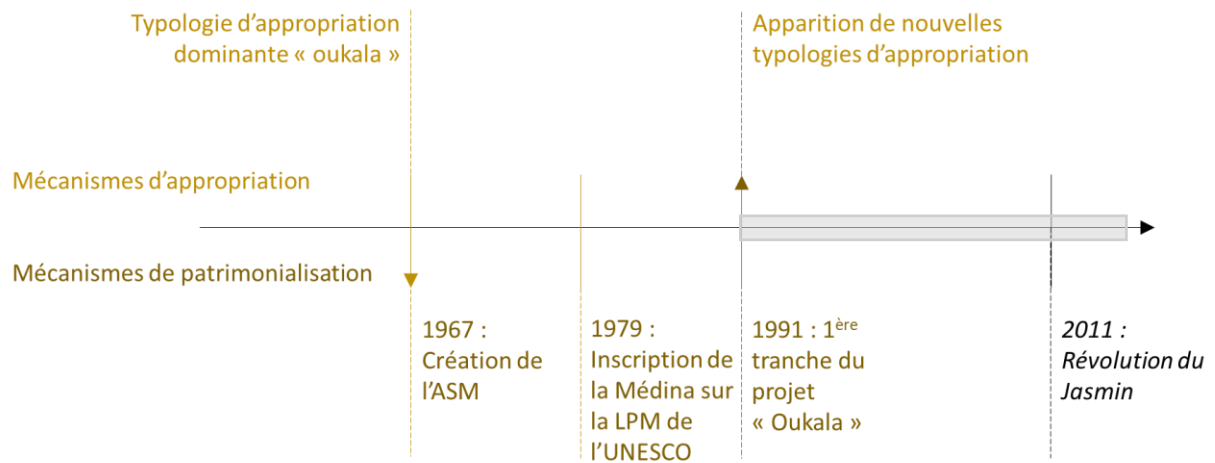 Typologie d’appropriation
dominante « oukala »
Apparition de nouvelles
typologies d’appropriation
Mécanismes d’appropriation
Mécanismes de patrimonialisation
1967 :
Création de
l’ASM
1979 :
Inscription de
la Médina sur
la LPM de
l’UNESCO
1991 : 1ère
tranche du
projet
« Oukala »
2011 :
Révolution du
Jasmin